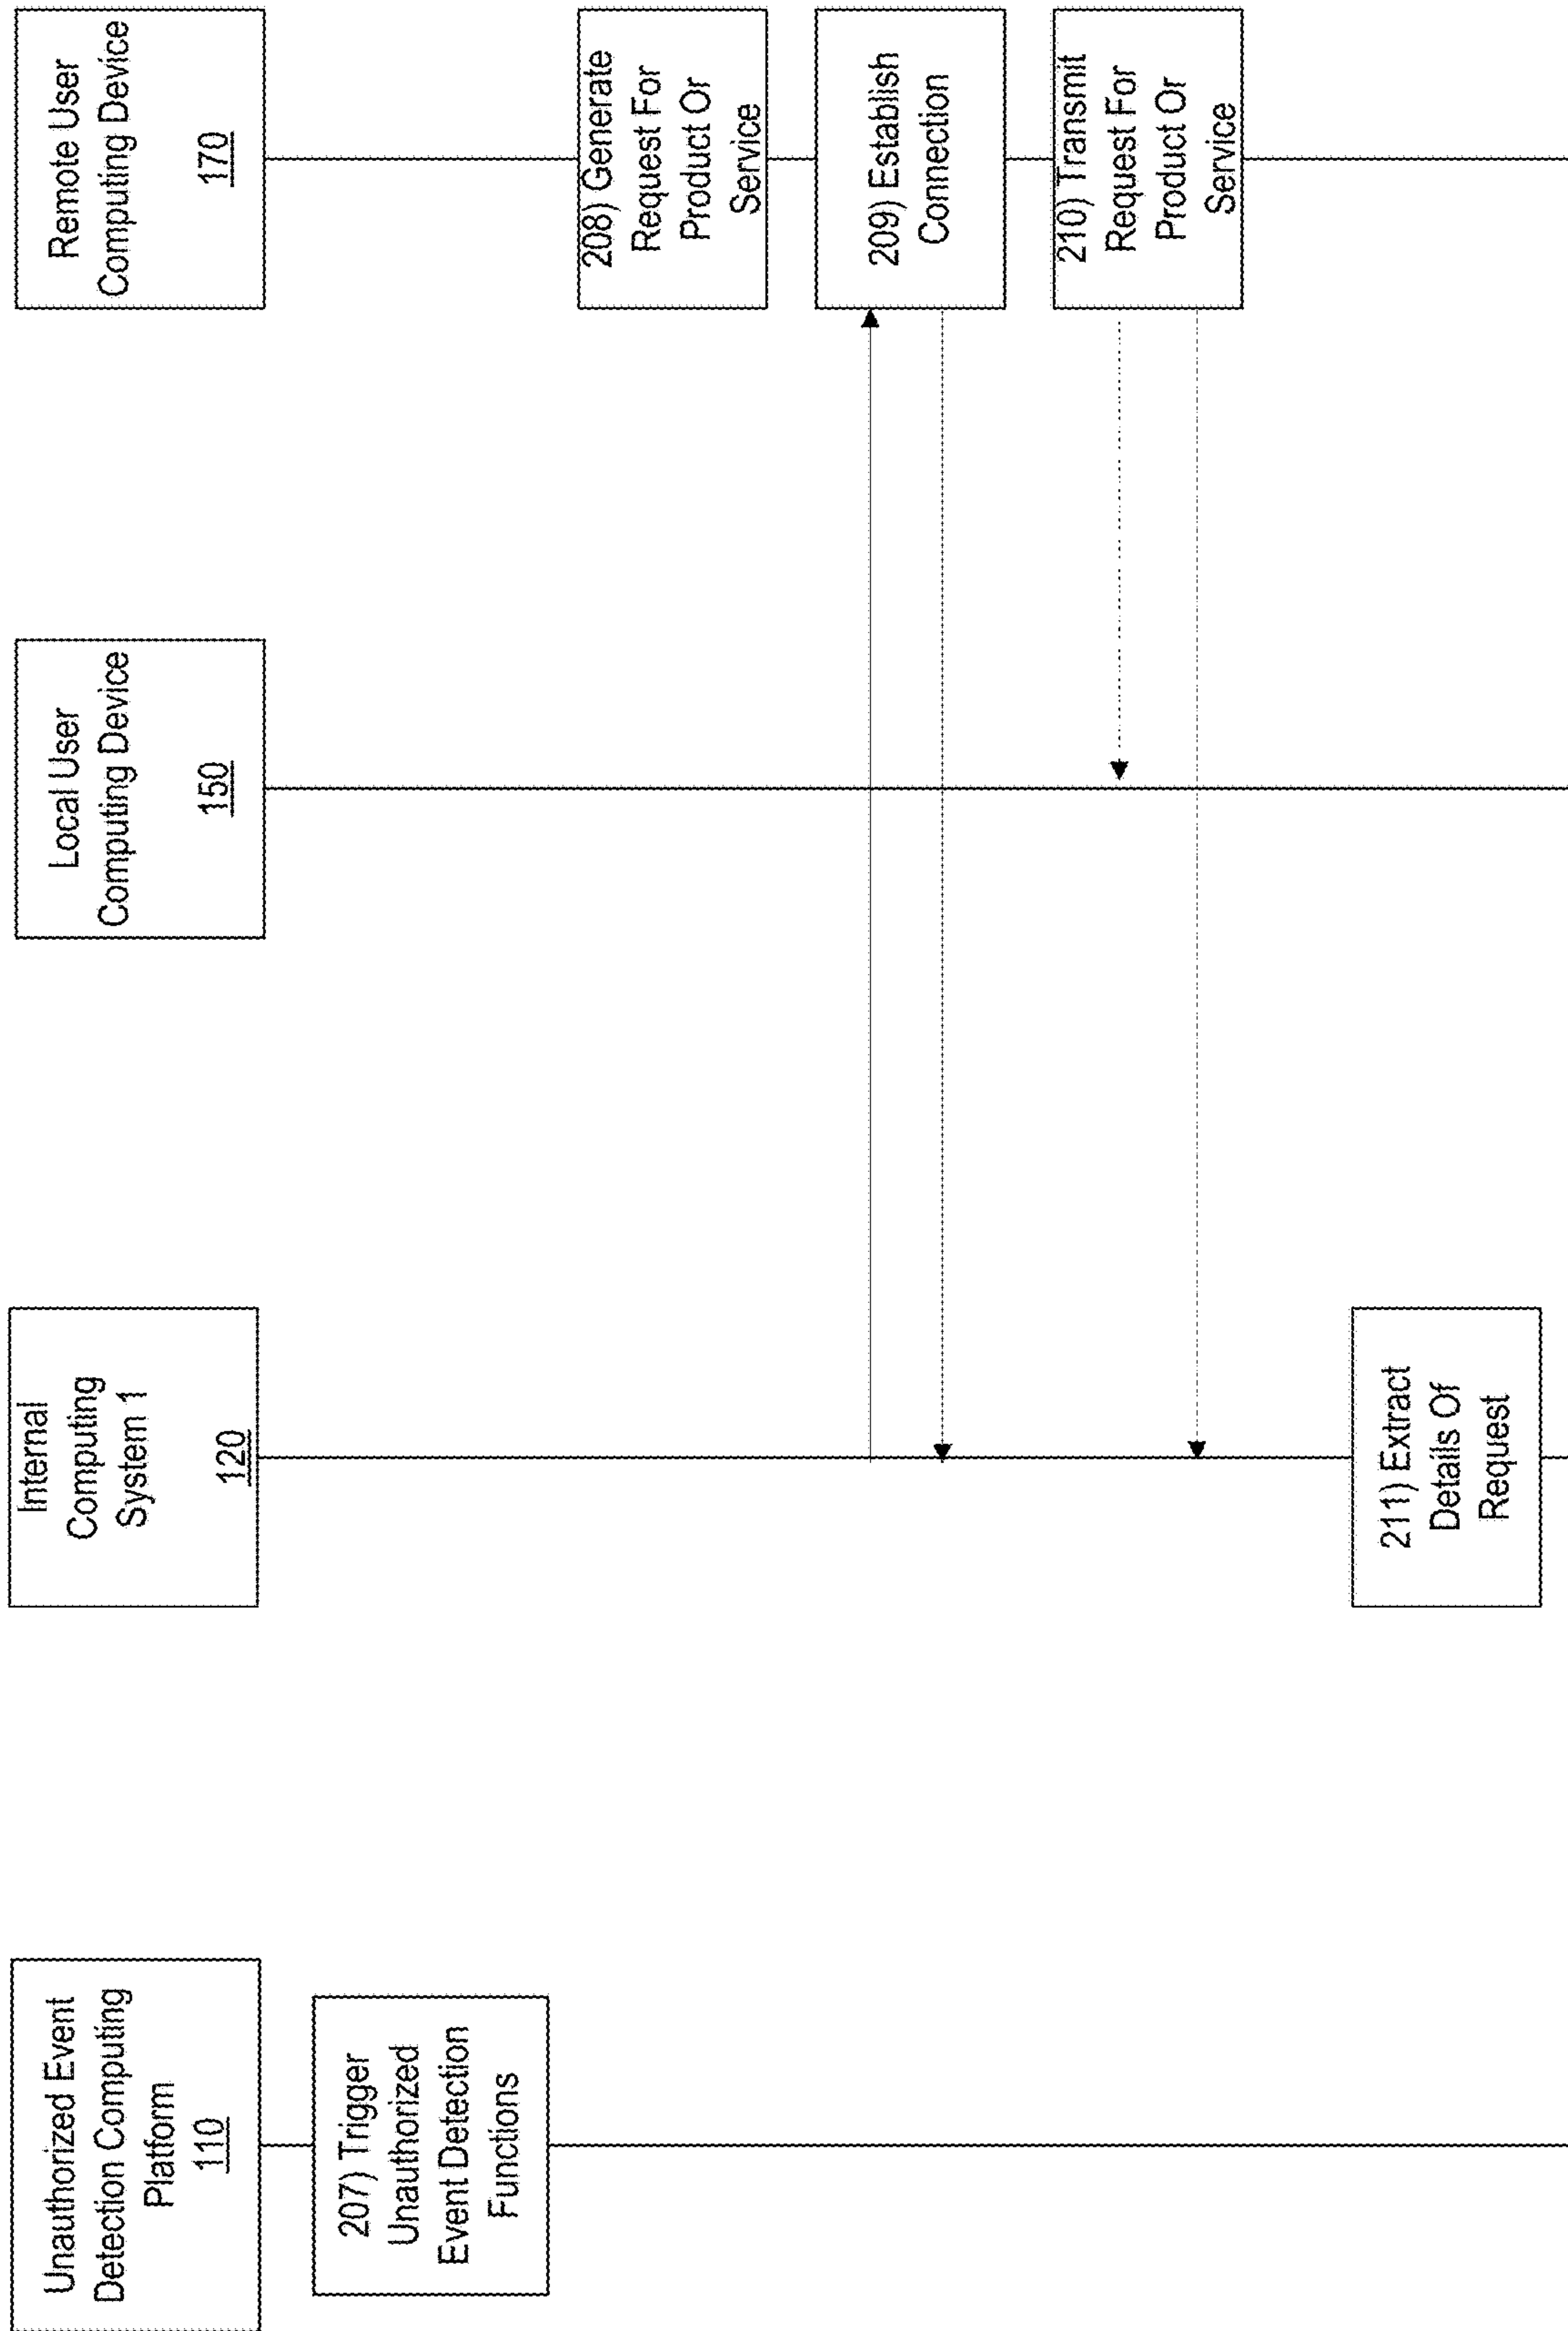 Unauthorized Event
Detection Computing
Platform
110
Internal
Computing
System 1
120
Local User
Computing Device
150
Remote User
Computing Device
170
207) Trigger
Unauthorized
Event Detection
Functions
208) Generate
Request For
Product Or
Service
209) Establish
Connection
210) Transmit
Request For
Product Or
Service
211) Extract
Details Of
Request